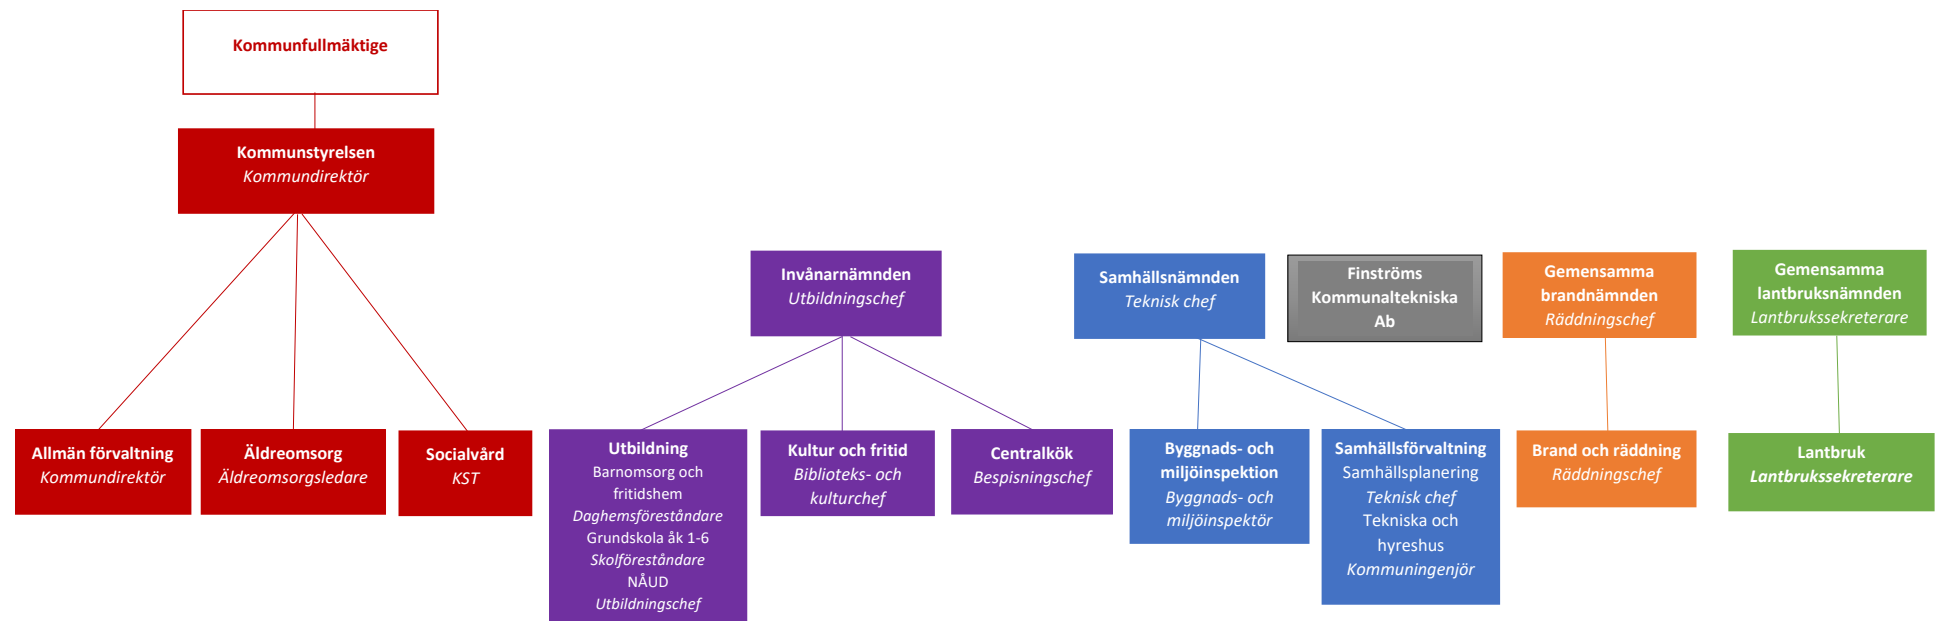 Kommunfullmäktige
Kommunstyrelsen
Kommundirektör
Invånarnämnden
Utbildningschef
Samhällsnämnden
Teknisk chef
Finströms
Kommunaltekniska
Ab
Gemensamma
brandnämnden
Räddningschef
Gemensamma
lantbruksnämnden
Lantbrukssekreterare
Allmän förvaltning
Kommundirektör
Äldreomsorg
Äldreomsorgsledare
Socialvård
KST
Utbildning
Barnomsorg och
fritidshem
Daghemsföreståndare
Grundskola åk 1-6
Skolföreståndare
NÅUD
Utbildningschef
Kultur och fritid
Biblioteks- och
kulturchef
Centralkök
Bespisningschef
Byggnads- och
miljöinspektion
Byggnads- och
miljöinspektör
Samhällsförvaltning
Samhällsplanering
Teknisk chef
Tekniska och
hyreshus
Kommuningenjör
Brand och räddning
Räddningschef
Lantbruk
Lantbrukssekreterare